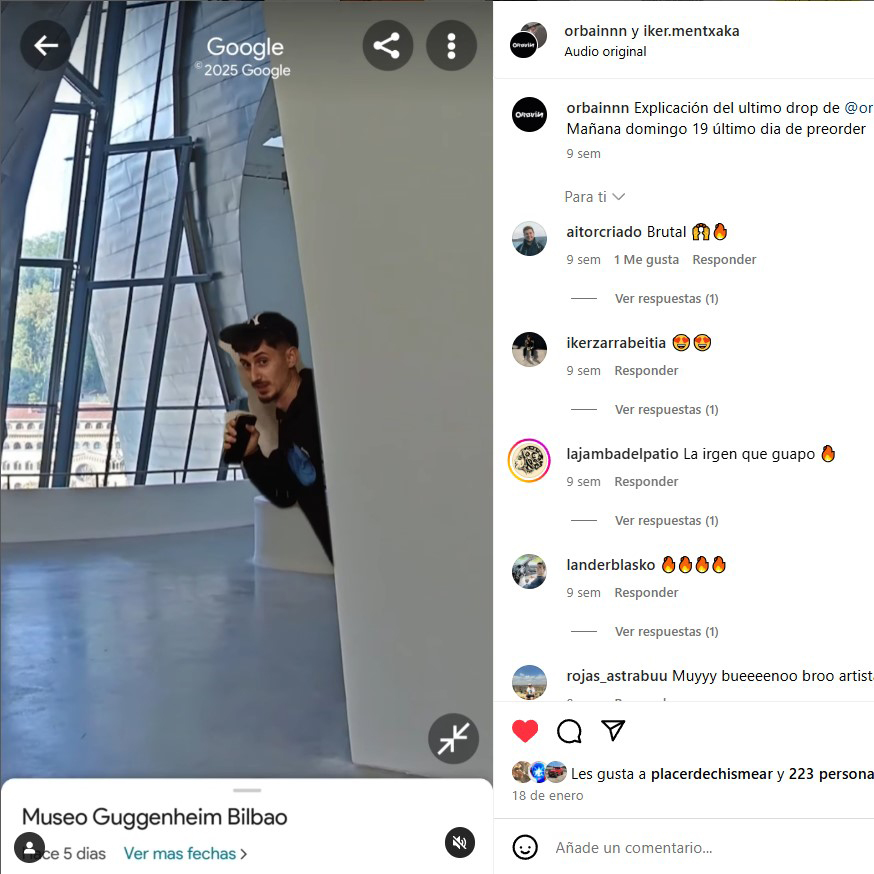 Google
© 2025 Google
Museo Guggenheim Bilbao
ace 5 días
Ver mas fechas >
orbainnn y iker.mentxaka
Audio original
Oravíth
orbainnn Explicación del ultimo drop de @or
Mañana domingo 19 último dia de preorder
9 sem
Para ti
aitorcriado Brutal 🙌🔥
9 sem 1 Me gusta Responder
Ver respuestas (1)
ikerzarrabeitia 😍😍
9 sem Responder
Ver respuestas (1)
lajambadelpatio La irgen que guapo 🔥
9 sem Responder
Ver respuestas (1)
landerblasko 🔥🔥🔥🔥
9 sem Responder
Ver respuestas (1)
rojas_astrabuu Muyyy bueeeenoo broo artist
Les gusta a placerdechismear y 223 persona
18 de enero
Añade un comentario...